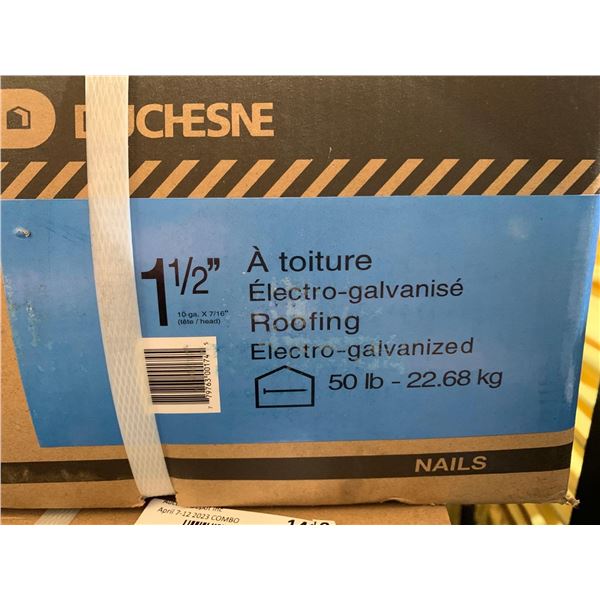 DUCHESNE
1 1/2"
10 ga. X 7/16"
(tête / head)
À toiture
Électro-galvanisé
Roofing
Electro-galvanized
50 lb - 22.68 kg
NAILS
April 7-12 2023 COMBO